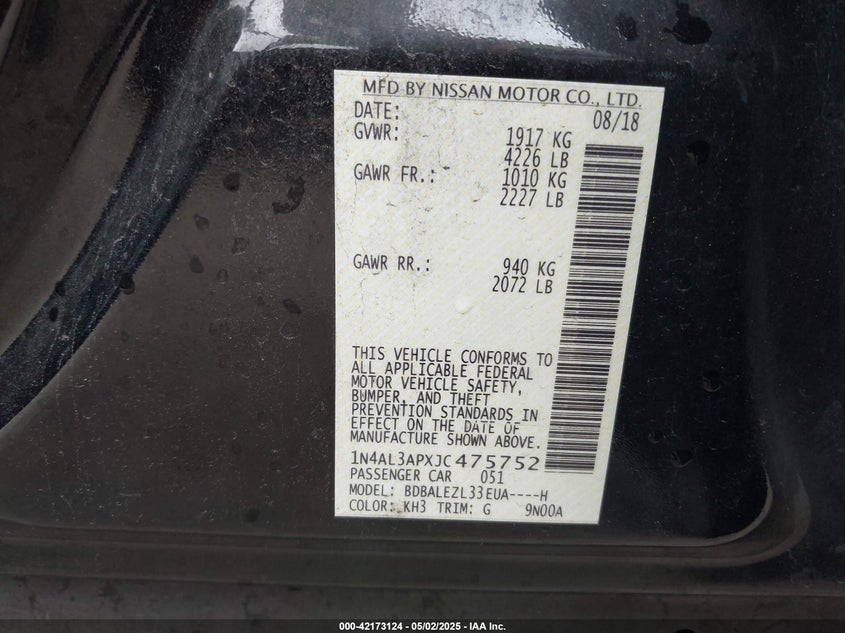 MFD BY NISSAN MOTOR CO., LTD.
DATE: 08/18
GVWR: 1917 KG
4226 LB
GAWR FR.: 1010 KG
2227 LB
GAWR RR.: 940 KG
2072 LB
THIS VEHICLE CONFORMS TO
ALL APPLICABLE FEDERAL
MOTOR VEHICLE SAFETY,
BUMPER, AND THEFT
PREVENTION STANDARDS IN
EFFECT ON THE DATE OF
MANUFACTURE SHOWN ABOVE.
1N4AL3APXJC475752
PASSENGER CAR 051
MODEL: BDBALEZL33EUA----H
COLOR: KH3 TRIM: G 9N00A
000-42173124 - 05/02/2025 - IAA Inc.